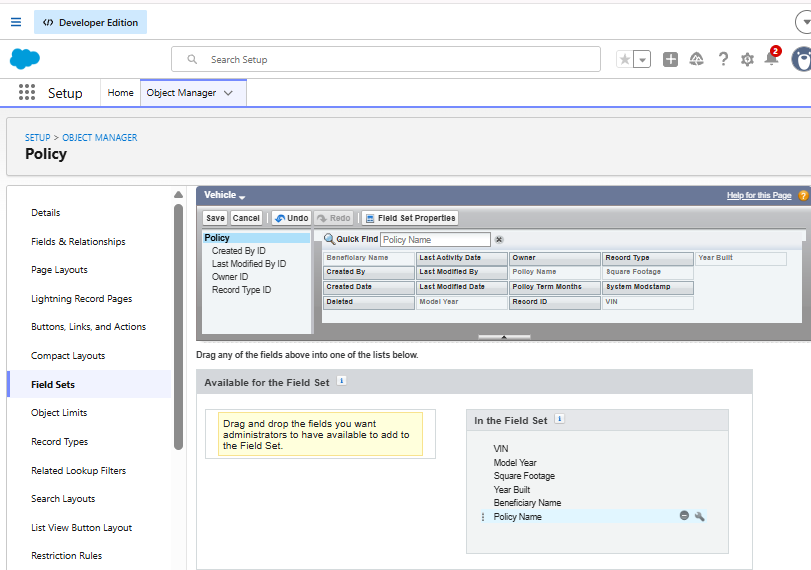 Developer Edition
Search Setup
2
Setup
Home
Object Manager
SETUP > OBJECT MANAGER
Policy
Details
Fields & Relationships
Page Layouts
Lightning Record Pages
Buttons, Links, and Actions
Compact Layouts
Field Sets
Object Limits
Record Types
Related Lookup Filters
Search Layouts
List View Button Layout
Restriction Rules
Vehicle
Help for this Page ?
Save Cancel Undo Redo Field Set Properties
Policy
Created By ID
Last Modified By ID
Owner ID
Record Type ID
Quick Find Policy Name
Beneficiary Name Last Activity Date Owner Record Type Year Built
Created By Last Modified By Policy Name Square Footage
Created Date Last Modified Date Policy Term Months System Modstamp
Deleted Model Year Record ID VIN
Drag any of the fields above into one of the lists below.
Available for the Field Set i
Drag and drop the fields you want
administrators to have available to add to
the Field Set.
In the Field Set i
VIN
Model Year
Square Footage
Year Built
Beneficiary Name
Policy Name